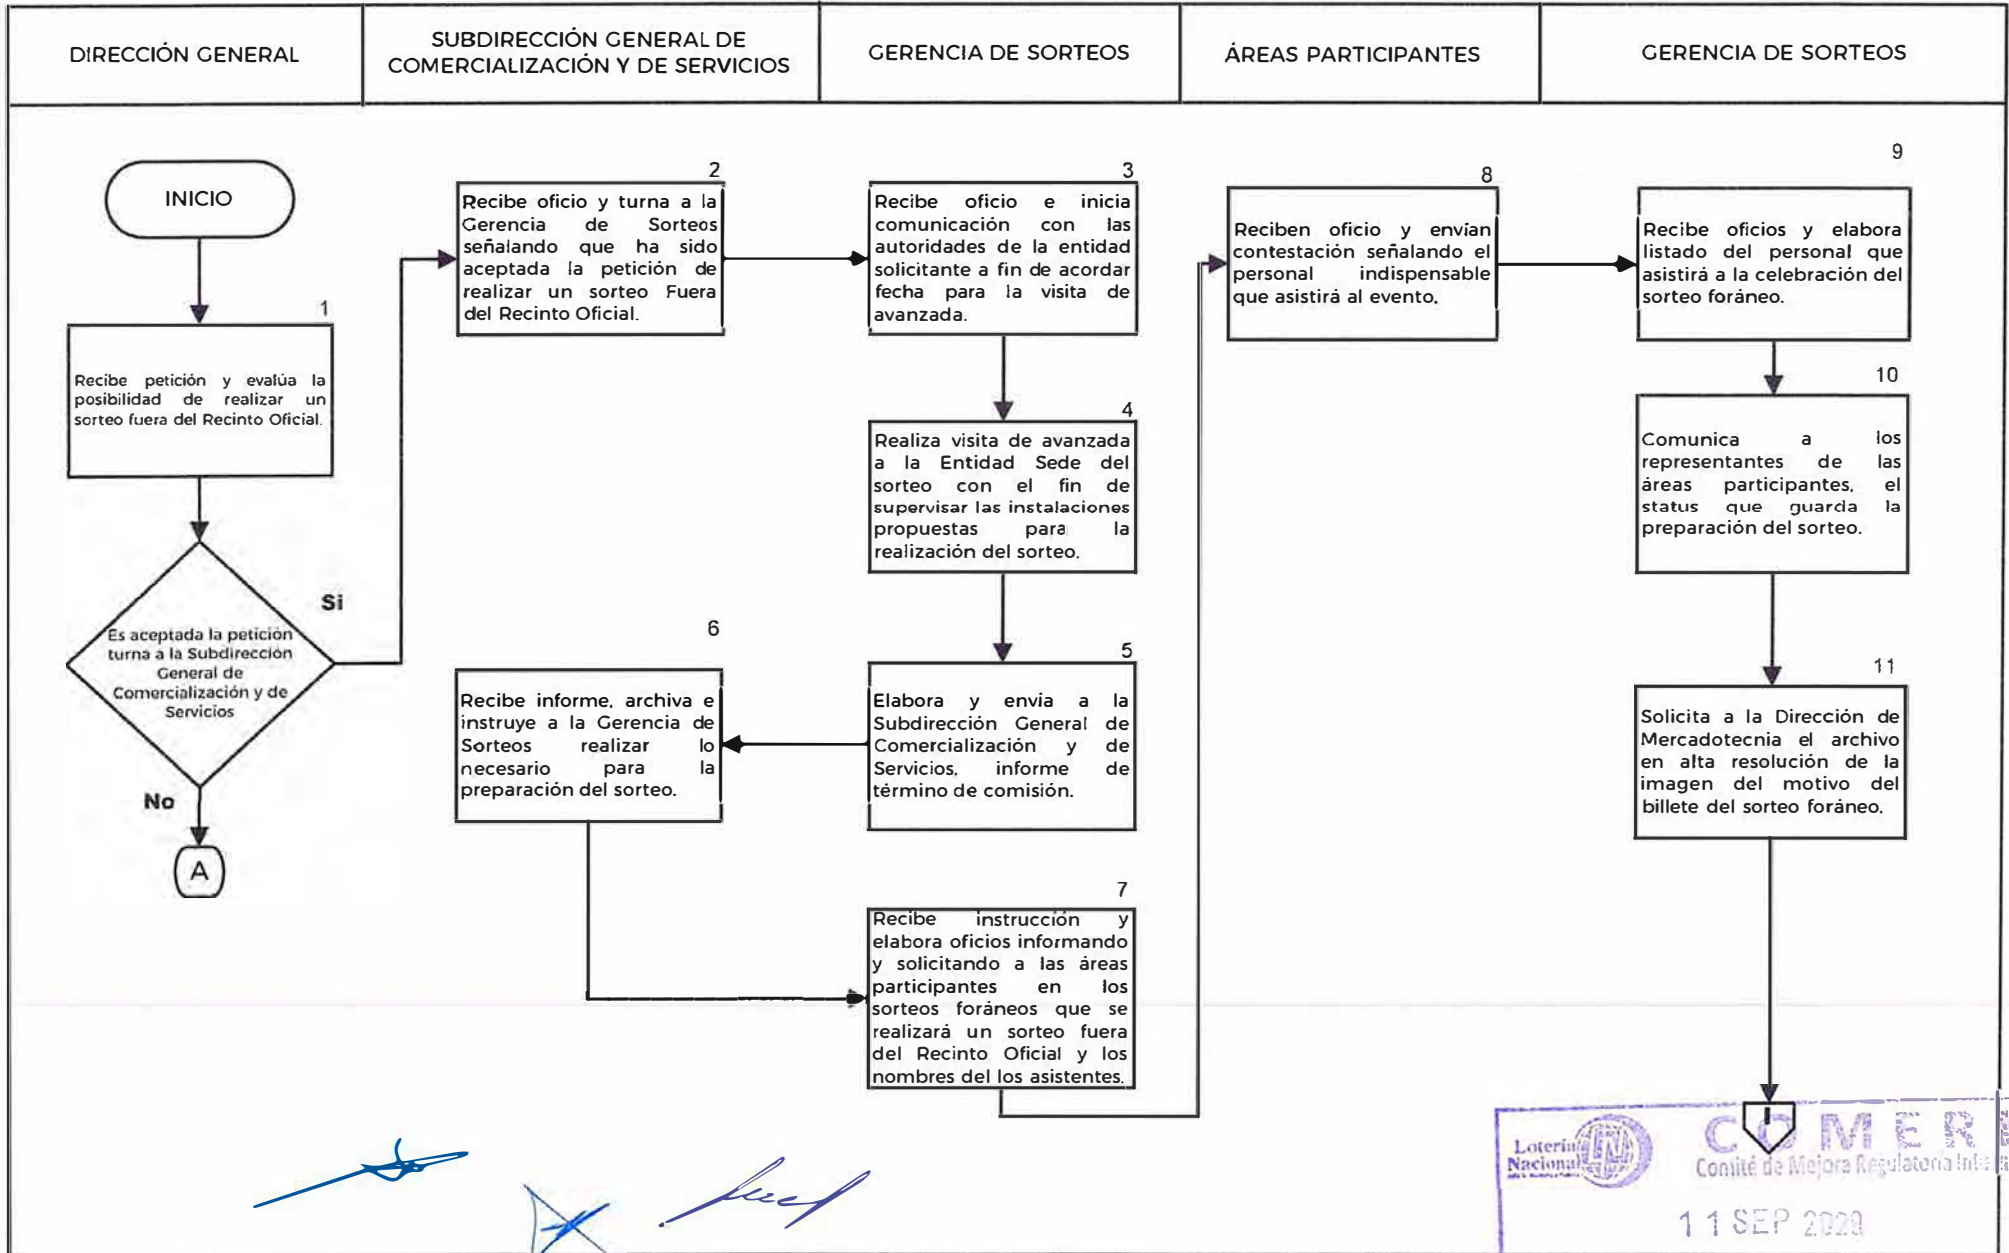 DIRECCIÓN GENERAL
SUBDIRECCIÓN GENERAL DE
COMERCIALIZACIÓN Y DE SERVICIOS
GERENCIA DE SORTEOS
ÁREAS PARTICIPANTES
GERENCIA DE SORTEOS
INICIO
1
Recibe petición y evalúa la
posibilidad de realizar un
sorteo fuera del Recinto Oficial.
Es aceptada la petición
turna a la Subdirección
General de
Comercialización y de
Servicios
Si
No
A
2
Recibe oficio y turna a la
Gerencia de Sorteos
señalando que ha sido
aceptada la petición de
realizar un sorteo Fuera
del Recinto Oficial.
3
Recibe oficio e inicia
comunicación con las
autoridades de la entidad
solicitante a fin de acordar
fecha para la visita de
avanzada.
4
Realiza visita de avanzada
a la Entidad Sede del
sorteo con el fin de
supervisar las instalaciones
propuestas para la
realización del sorteo.
5
Elabora y envía a la
Subdirección General de
Comercialización y de
Servicios, informe de
término de comisión.
6
Recibe informe, archiva e
instruye a la Gerencia de
Sorteos realizar lo
necesario para la
preparación del sorteo.
7
Recibe instrucción y
elabora oficios informando
y solicitando a las áreas
participantes en los
sorteos foráneos que se
realizará un sorteo fuera
del Recinto Oficial y los
nombres del los asistentes.
8
Reciben oficio y envían
contestación señalando el
personal indispensable
que asistirá al evento.
9
Recibe oficios y elabora
listado del personal que
asistirá a la celebración del
sorteo foráneo.
10
Comunica a los
representantes de las
áreas participantes, el
status que guarda la
preparación del sorteo.
11
Solicita a la Dirección de
Mercadotecnia el archivo
en alta resolución de la
imagen del motivo del
billete del sorteo foráneo.
I
Lotería
Nacional
COMER
Comité de Mejora Regulatoria
11 SEP 2020